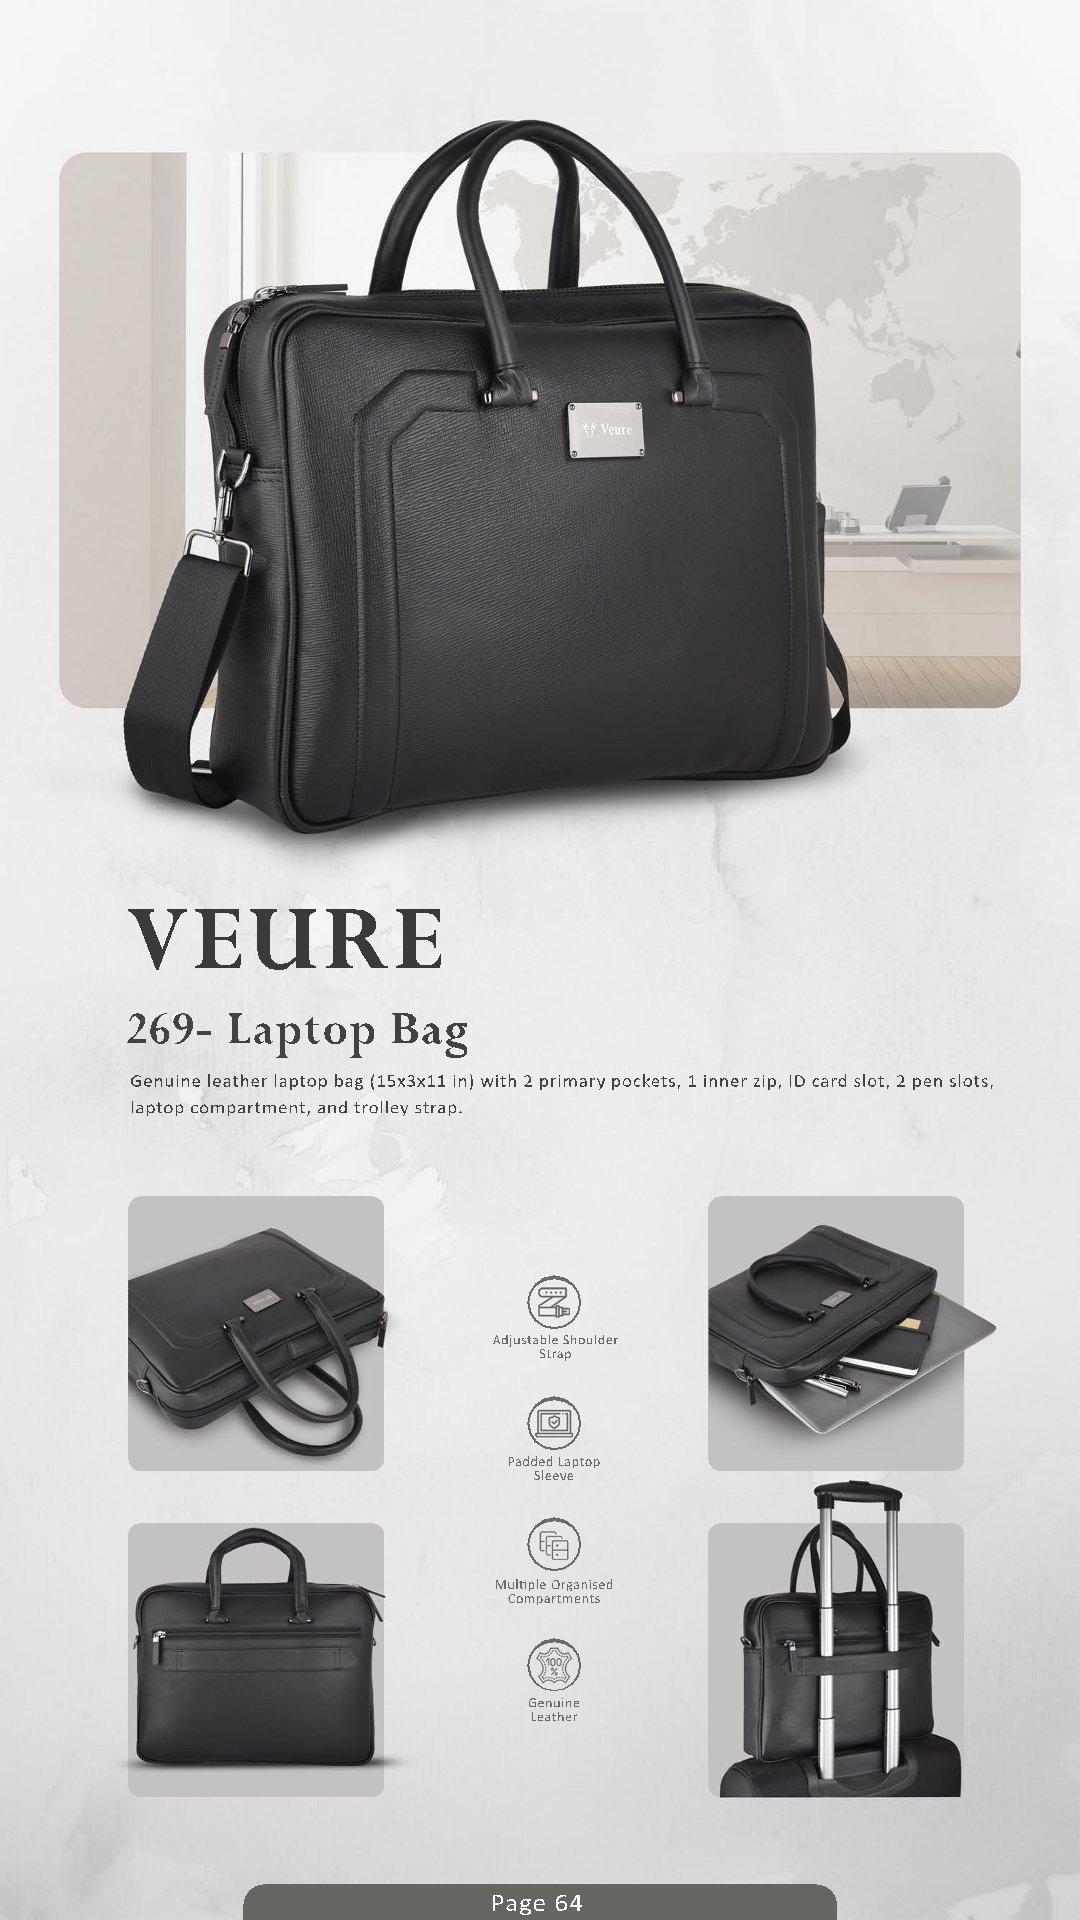 Veure
VEURE
269- Laptop Bag
Genuine leather laptop bag (15x3x11 in) with 2 primary pockets, 1 inner zip, ID card slot, 2 pen slots,
laptop compartment, and trolley strap.
Adjustable Shoulder
Strap
Padded Laptop
Sleeve
Multiple Organised
Compartments
100
%
Genuine
Leather
Page 64